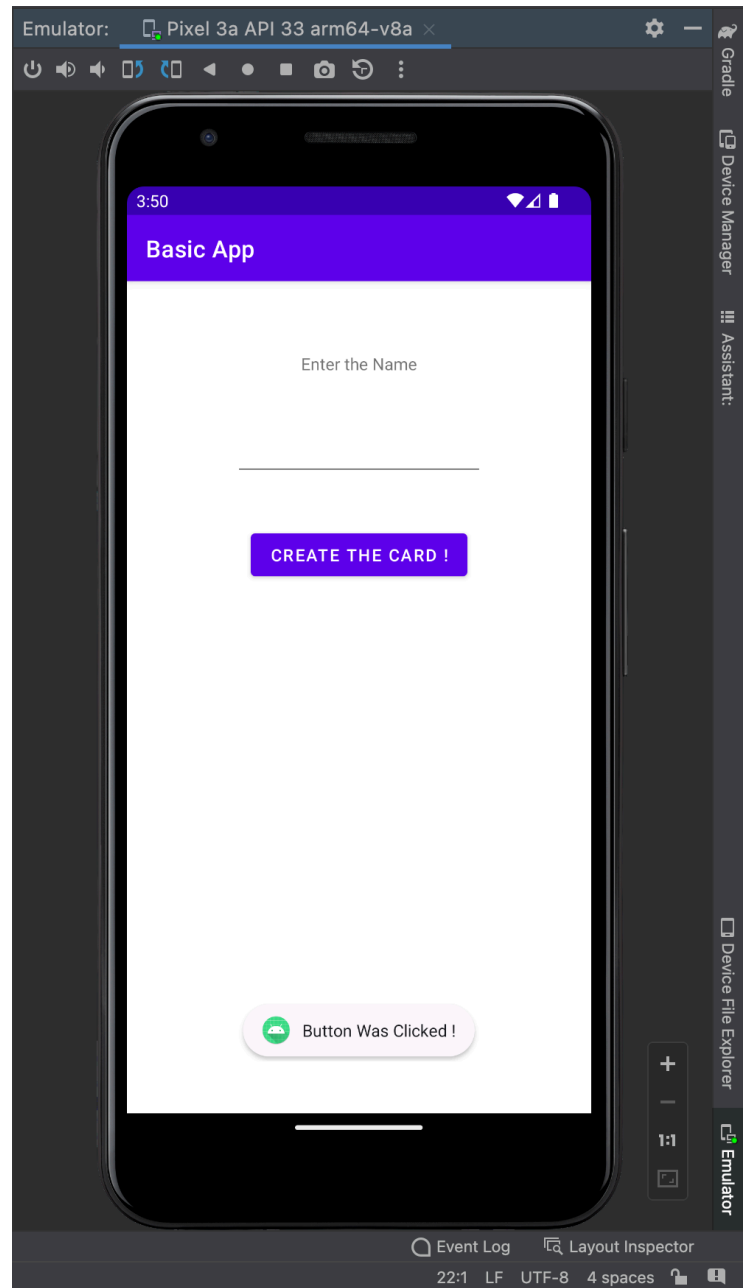 Emulator: Pixel 3a API 33 arm64-v8a
Gradle
Device Manager
Assistant:
3:50
Basic App
Enter the Name
CREATE THE CARD !
Button Was Clicked !
Device File Explorer
1:1
Emulator
Event Log Layout Inspector
22:1 LF UTF-8 4 spaces